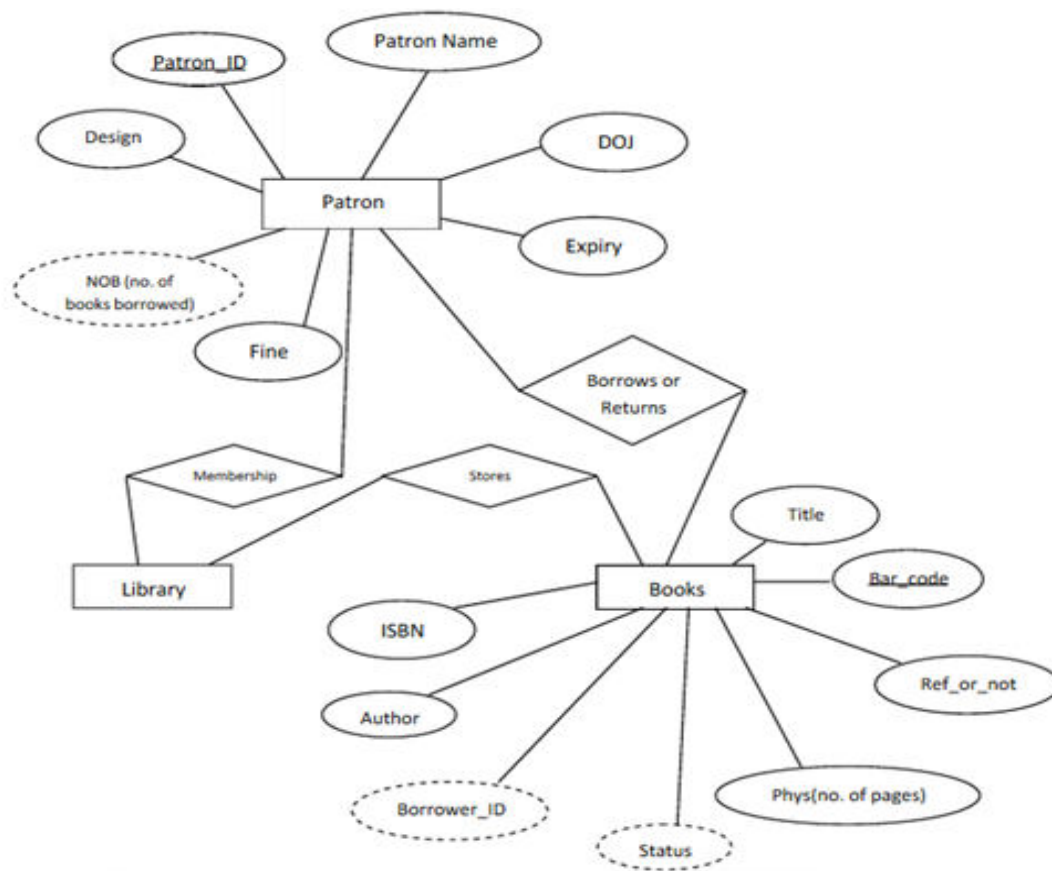 Patron Name
Patron_ID
Design
DOJ
Patron
Expiry
NOB (no. of
books borrowed)
Fine
Borrows or
Returns
Membership
Stores
Title
Library
Books
Bar_code
ISBN
Ref_or_not
Author
Phys(no. of pages)
Borrower_ID
Status